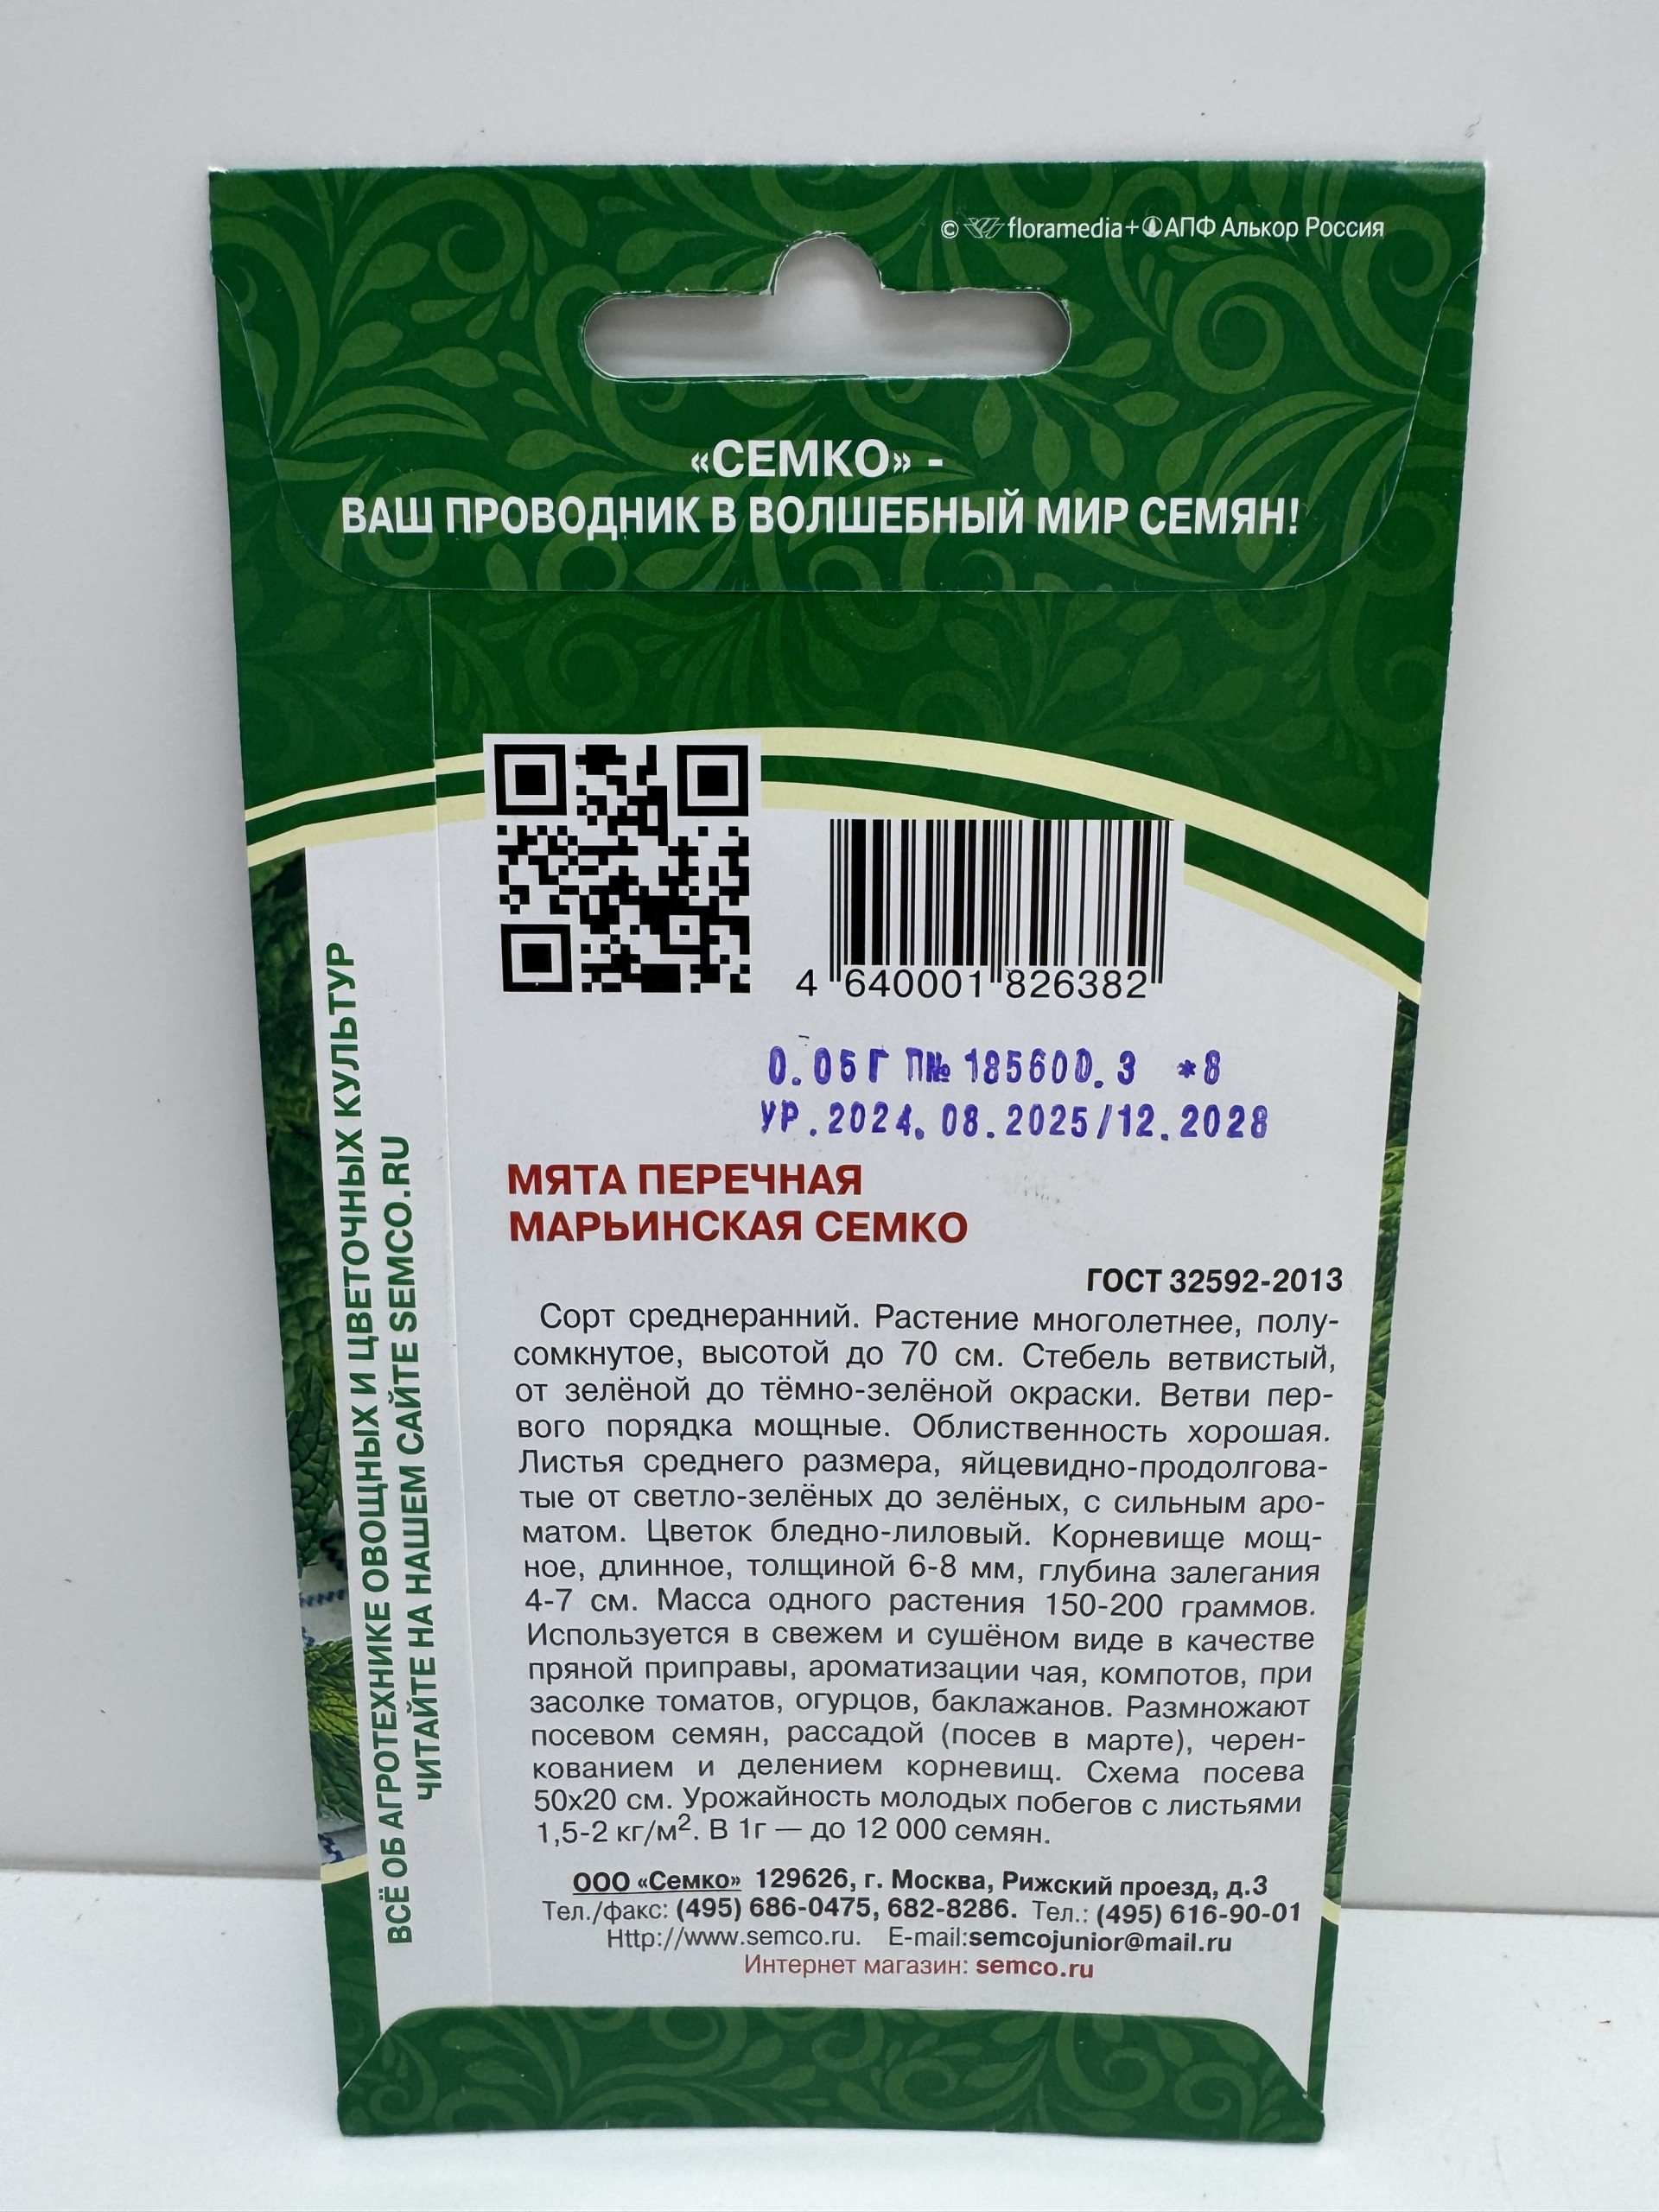 © floramedia+ АПФ Алькор Россия
«СЕМКО» -
ВАШ ПРОВОДНИК В ВОЛШЕБНЫЙ МИР СЕМЯН!
4 640001 826382
0.05Г П№ 185600.3 *8
УР.2024. 08.2025/12.2028
МЯТА ПЕРЕЧНАЯ
МАРЬИНСКАЯ СЕМКО
ГОСТ 32592-2013
Сорт среднеранний. Растение многолетнее, полу-
сомкнутое, высотой до 70 см. Стебель ветвистый,
от зелёной до тёмно-зелёной окраски. Ветви пер-
вого порядка мощные. Облиственность хорошая.
Листья среднего размера, яйцевидно-продолгова-
тые от светло-зелёных до зелёных, с сильным аро-
матом. Цветок бледно-лиловый. Корневище мощ-
ное, длинное, толщиной 6-8 мм, глубина залегания
4-7 см. Масса одного растения 150-200 граммов.
Используется в свежем и сушёном виде в качестве
пряной приправы, ароматизации чая, компотов, при
засолке томатов, огурцов, баклажанов. Размножают
посевом семян, рассадой (посев в марте), черен-
кованием и делением корневищ. Схема посева
50х20 см. Урожайность молодых побегов с листьями
1,5-2 кг/м². В 1г — до 12 000 семян.
ООО «Семко» 129626, г. Москва, Рижский проезд, д.3
Тел./факс: (495) 686-0475, 682-8286. Тел.: (495) 616-90-01
Http://www.semco.ru. E-mail:semcojunior@mail.ru
Интернет магазин: semco.ru
ВСЁ ОБ АГРОТЕХНИКЕ ОВОЩНЫХ И ЦВЕТОЧНЫХ КУЛЬТУР
ЧИТАЙТЕ НА НАШЕМ САЙТЕ SEMCO.RU